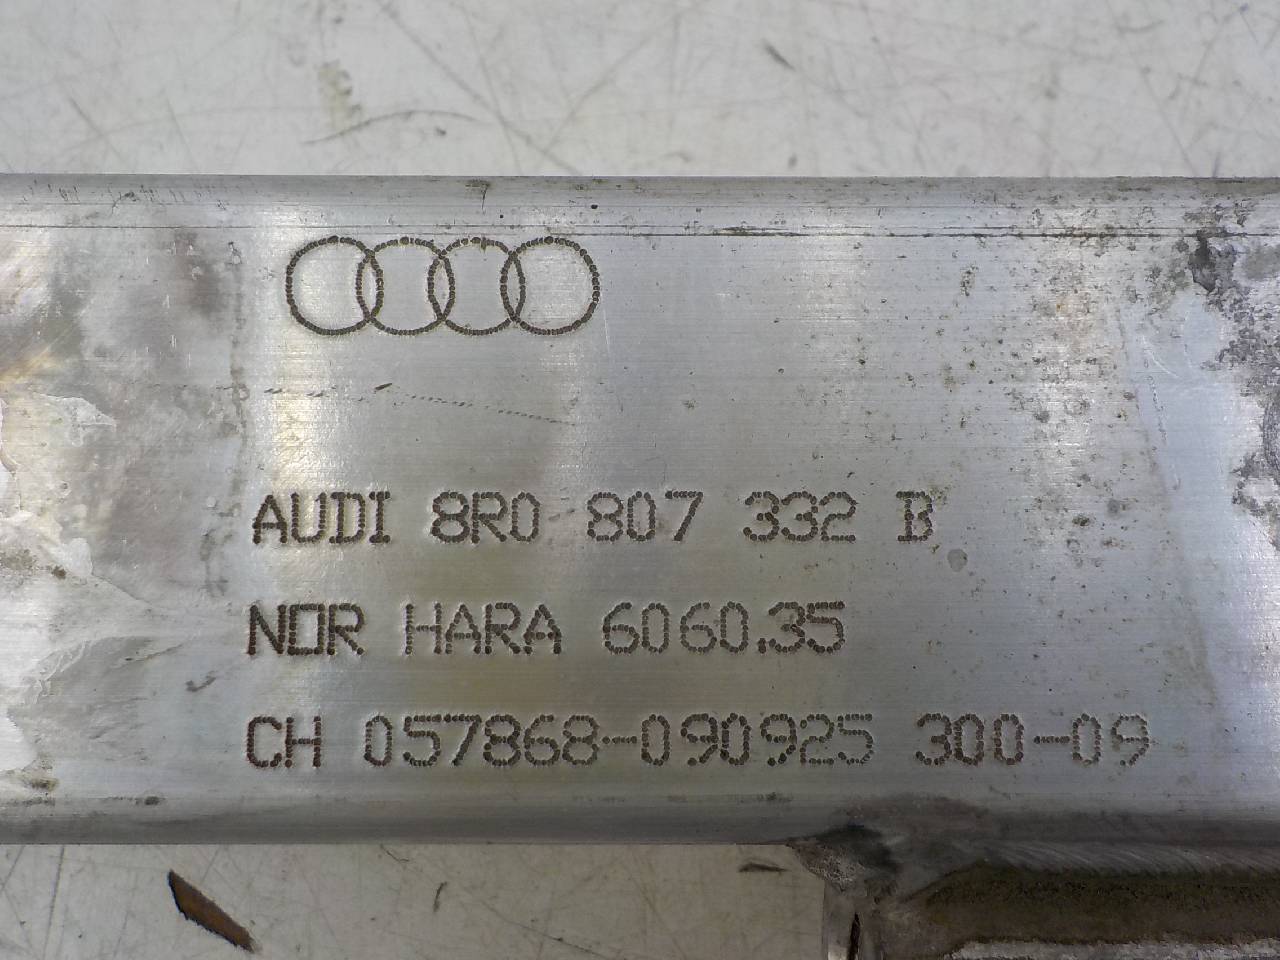 AUDI 8R0 807 332 B
NOR HARA 6060.35
CH 057868-090925 300-09